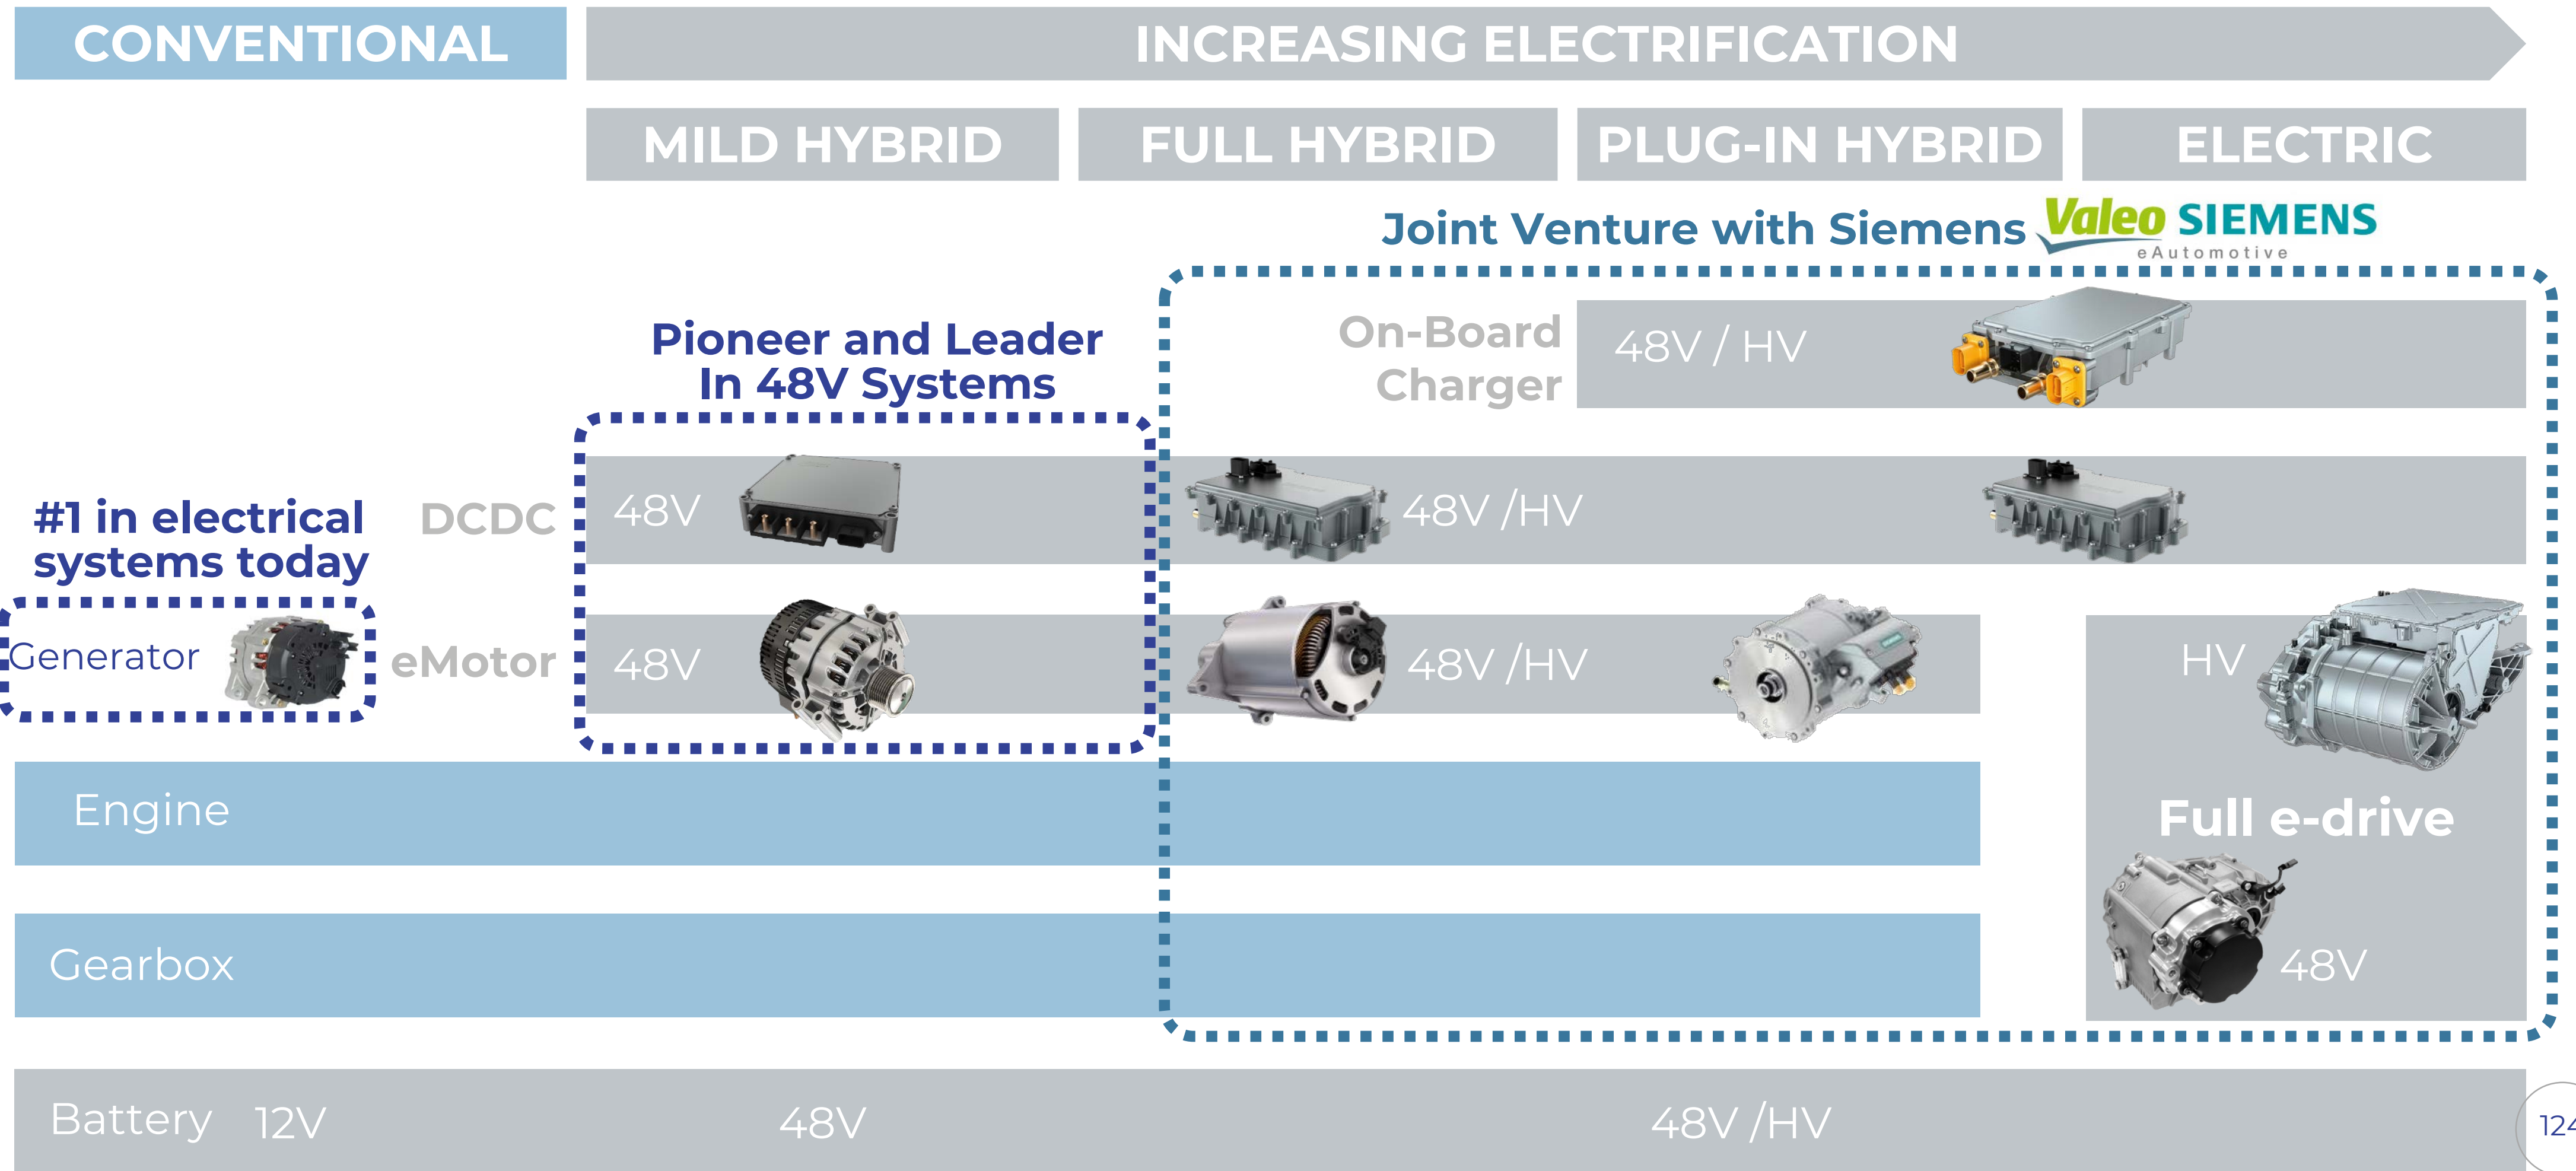 CONVENTIONAL
INCREASING ELECTRIFICATION
MILD HYBRID
FULL HYBRID
PLUG-IN HYBRID
ELECTRIC
Joint Venture with Siemens
Valeo SIEMENS
eAutomotive
On-Board
Charger
48V / HV
Pioneer and Leader
In 48V Systems
#1 in electrical
systems today
DCDC
48V
48V /HV
Generator
eMotor
48V
48V /HV
HV
Engine
Full e-drive
Gearbox
48V
Battery 12V
48V
48V /HV
124